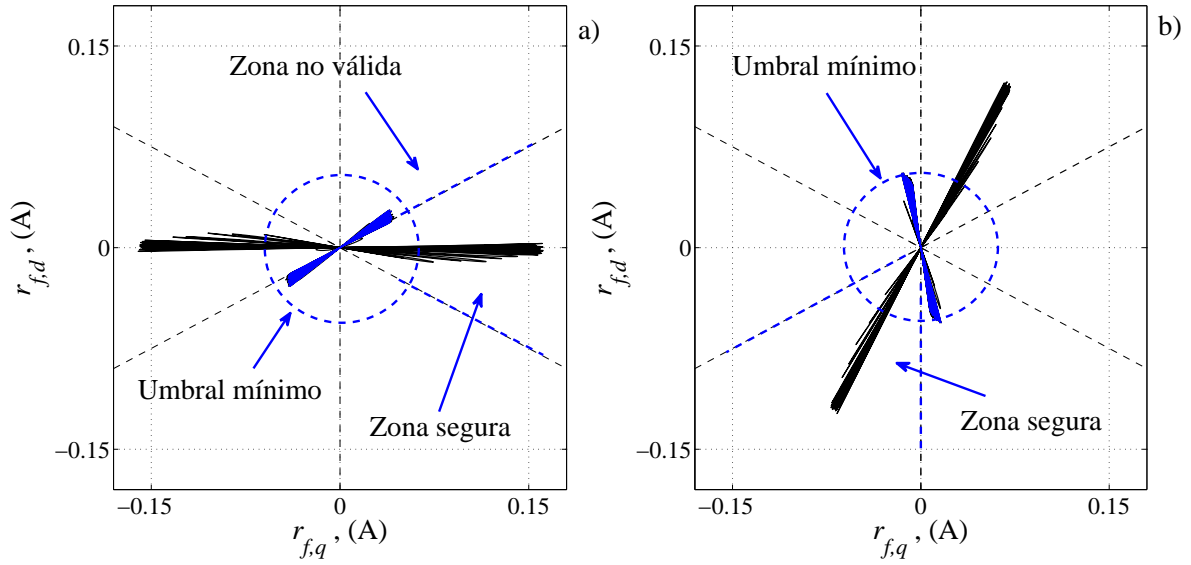 a)
0.15
Zona no válida
0
r_{f,d}, (A)
Umbral mínimo
Zona segura
−0.15
−0.15
0
0.15
r_{f,q}, (A)
b)
0.15
Umbral mínimo
0
r_{f,d}, (A)
Zona segura
−0.15
−0.15
0
0.15
r_{f,q}, (A)